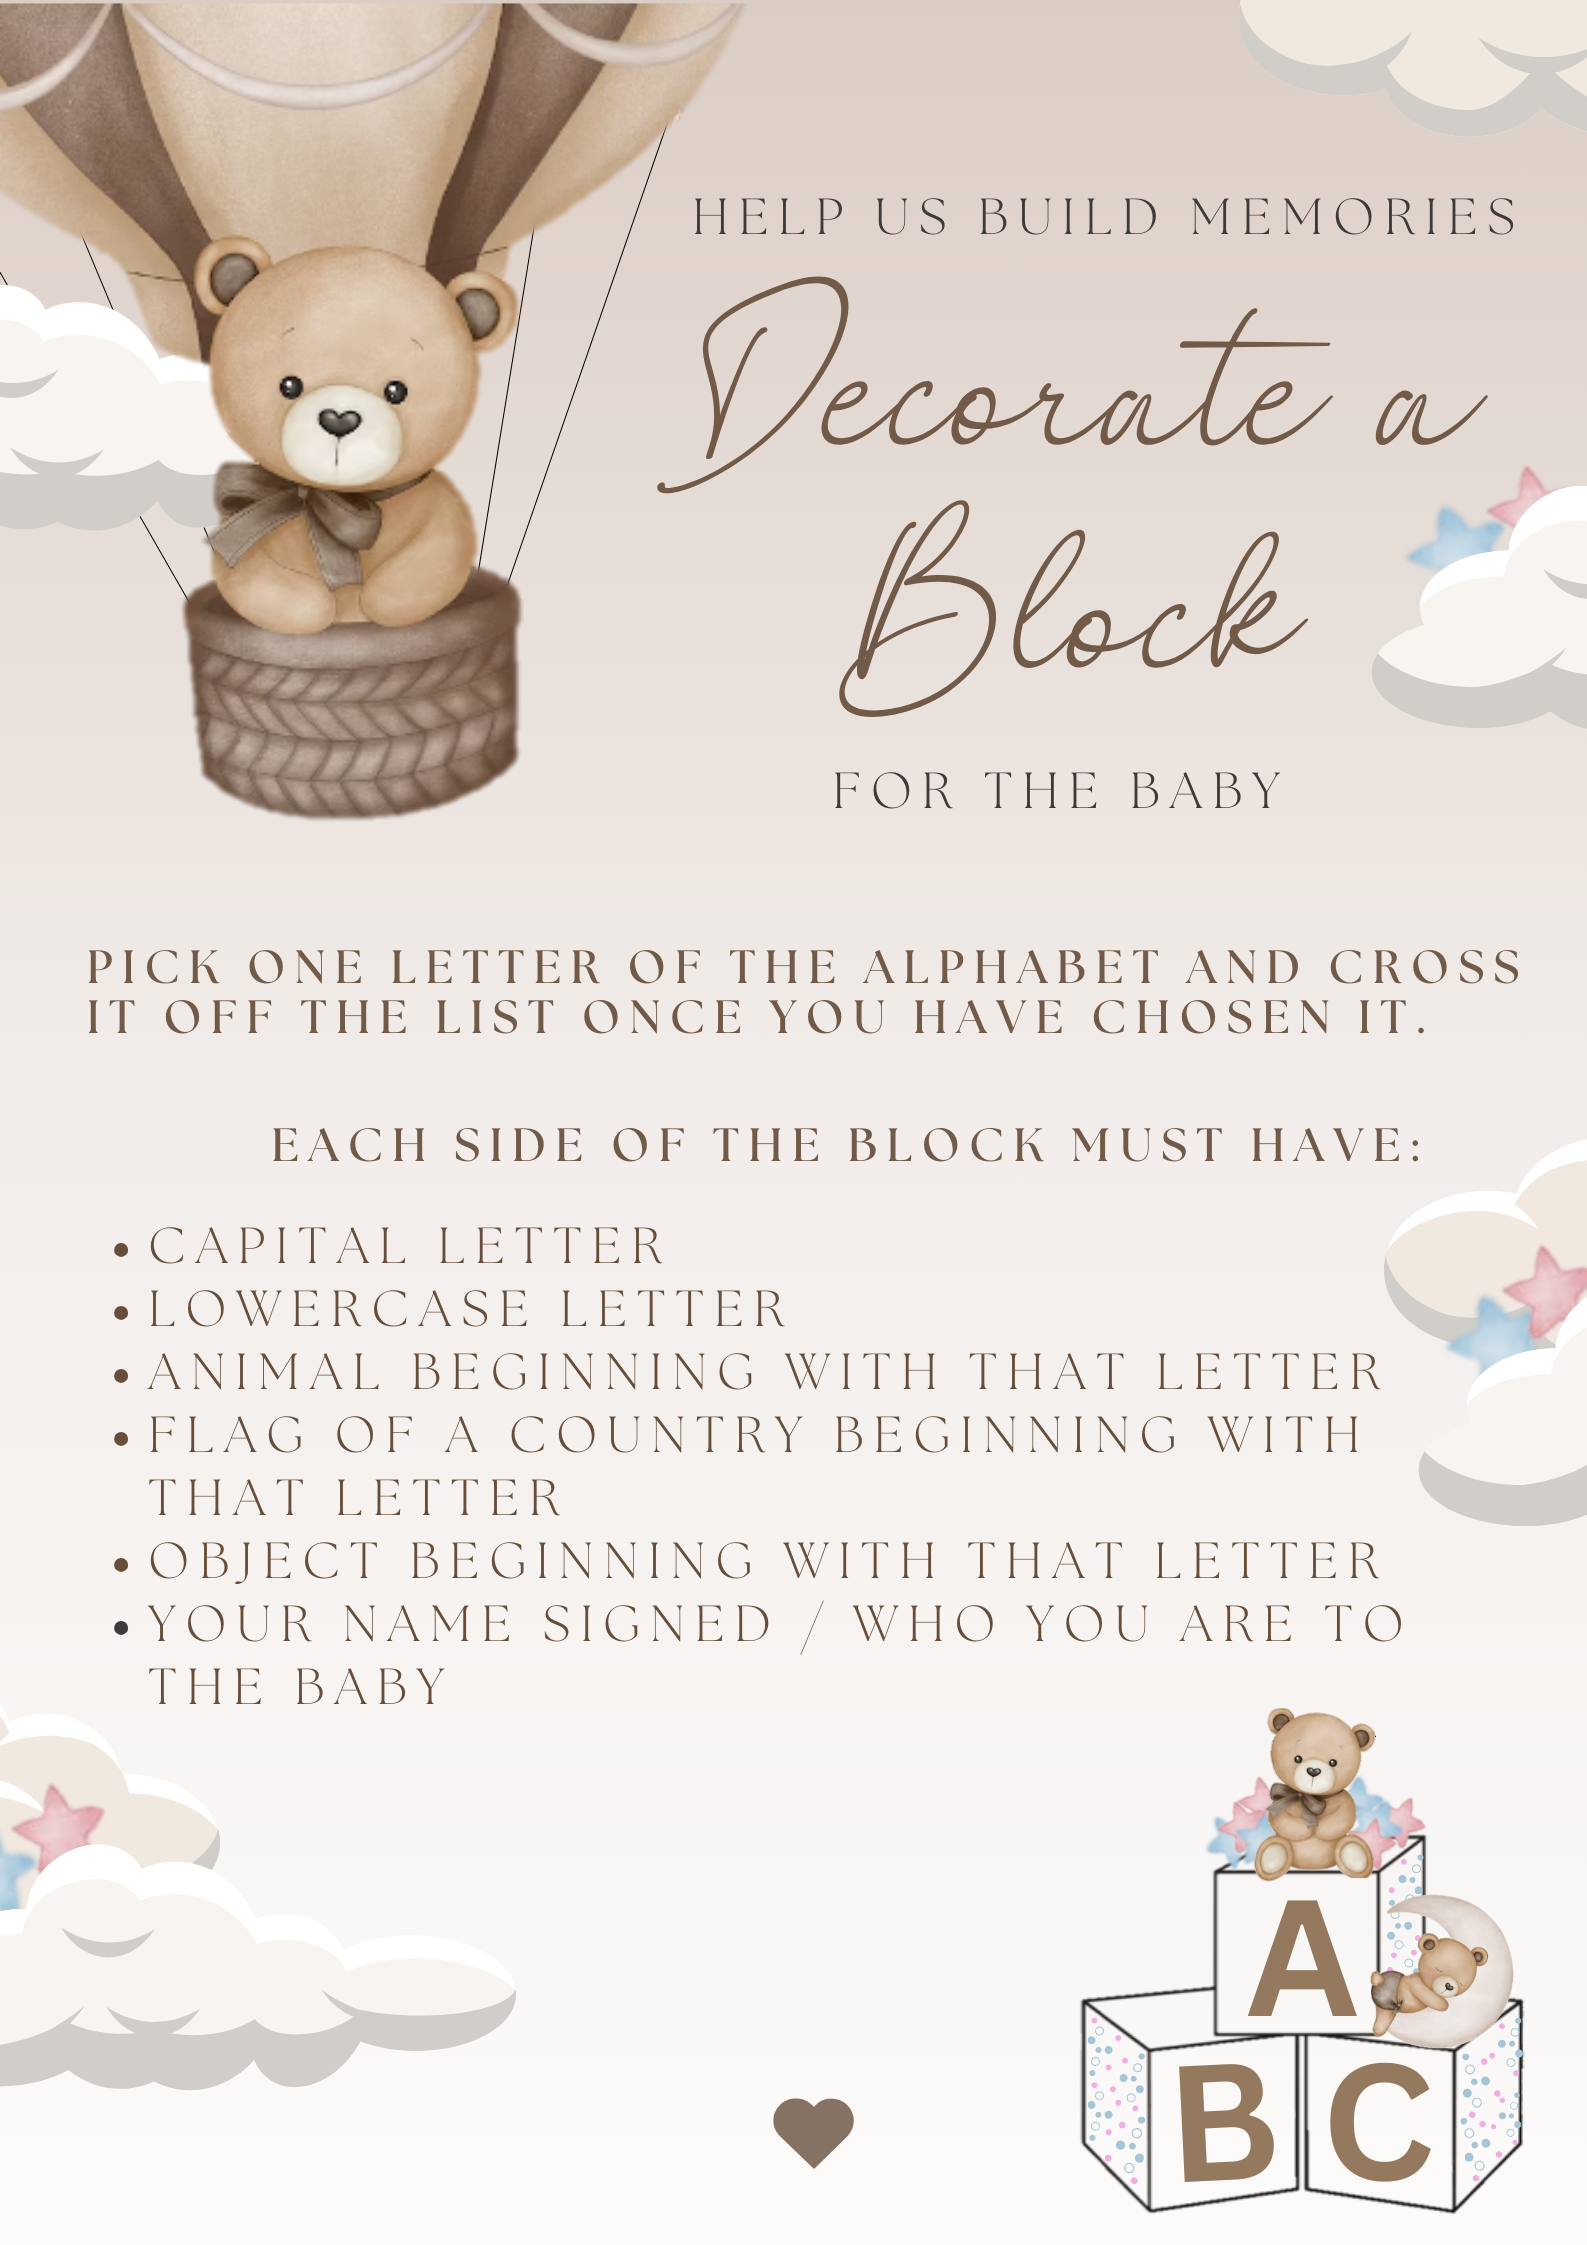 HELP US BUILD MEMORIES
Decorate a
Block
FOR THE BABY
PICK ONE LETTER OF THE ALPHABET AND CROSS
IT OFF THE LIST ONCE YOU HAVE CHOSEN IT.
EACH SIDE OF THE BLOCK MUST HAVE:
• CAPITAL LETTER
• LOWERCASE LETTER
• ANIMAL BEGINNING WITH THAT LETTER
• FLAG OF A COUNTRY BEGINNING WITH
THAT LETTER
• OBJECT BEGINNING WITH THAT LETTER
• YOUR NAME SIGNED / WHO YOU ARE TO
THE BABY
A
B C